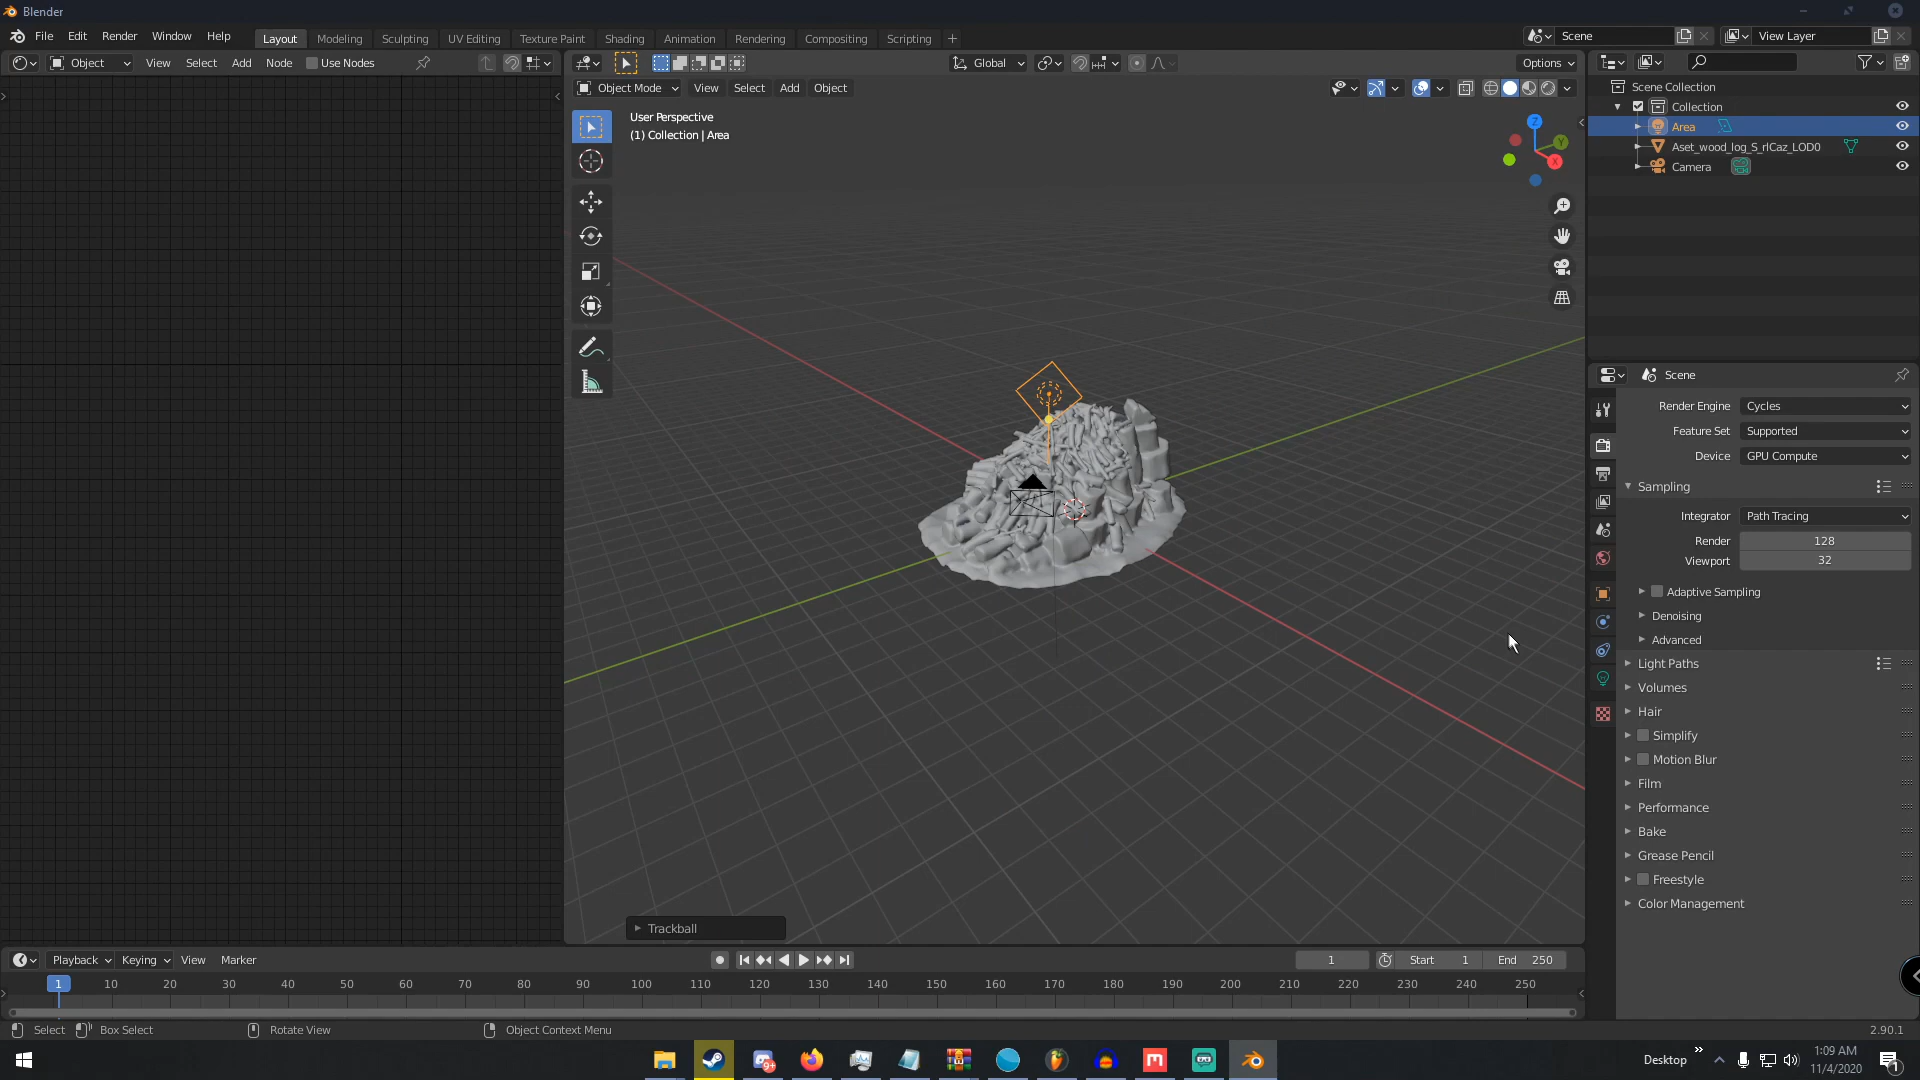 Blender
File Edit Render Window Help
Layout Modeling Sculpting UV Editing Texture Paint Shading Animation Rendering Compositing Scripting +
Scene
View Layer
Object View Select Add Node Use Nodes
Global
Options
Object Mode View Select Add Object
User Perspective
(1) Collection | Area
Z
Y
X
Scene Collection
Collection
Area
Aset_wood_log_S_rlCaz_LOD0
Camera
Scene
Render Engine Cycles
Feature Set Supported
Device GPU Compute
Sampling
Integrator Path Tracing
Render 128
Viewport 32
Adaptive Sampling
Denoising
Advanced
Light Paths
Volumes
Hair
Simplify
Motion Blur
Film
Performance
Bake
Grease Pencil
Freestyle
Color Management
Trackball
Playback Keying View Marker
1 Start 1 End 250
1 10 20 30 40 50 60 70 80 90 100 110 120 130 140 150 160 170 180 190 200 210 220 230 240 250
Select Box Select Rotate View Object Context Menu
2.90.1
9+
Desktop
1:09 AM
11/4/2020
1